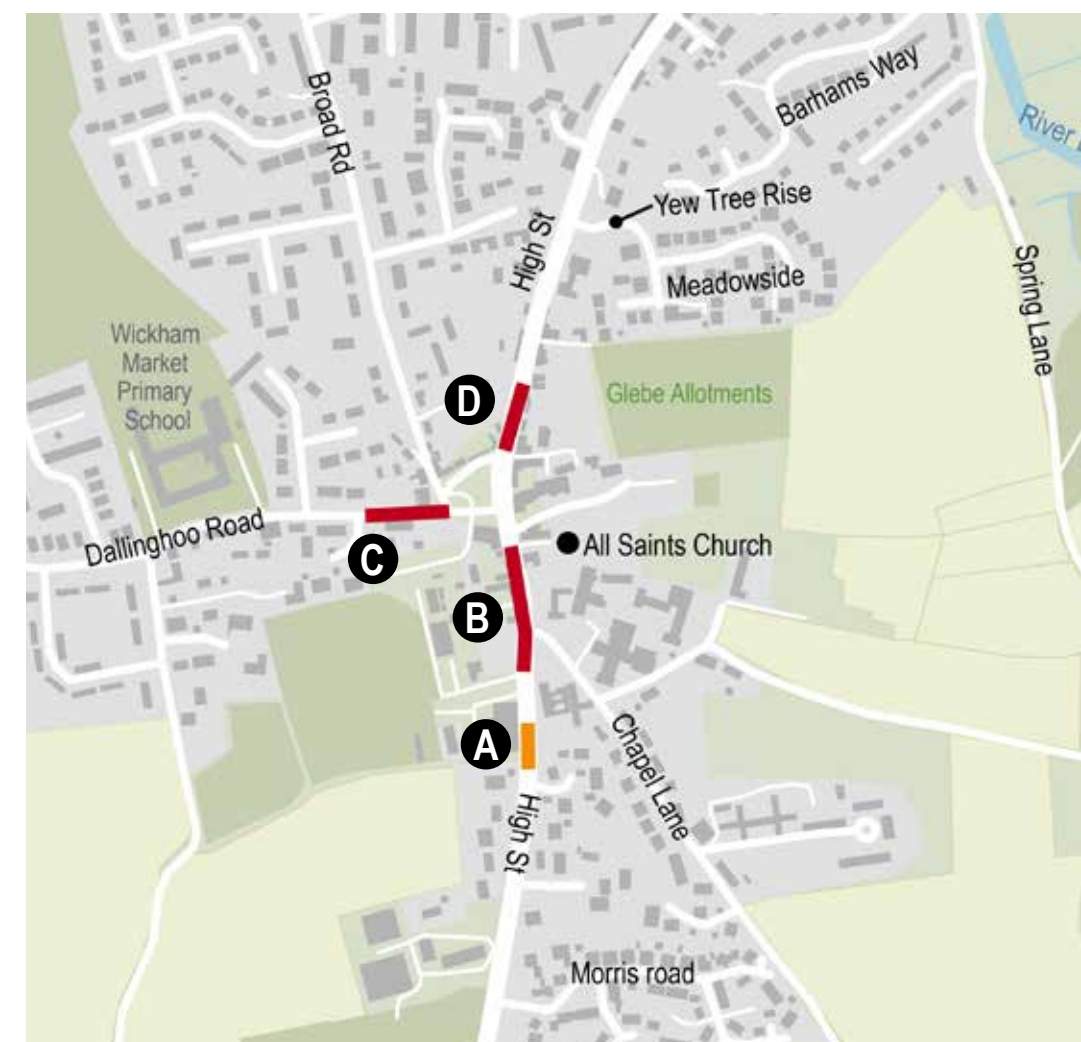 Broad Rd
Barhams Way
River
Yew Tree Rise
High St
Meadowside
Spring Lane
Wickham
Market
Primary
School
D
Glebe Allotments
Dallinghoo Road
C
All Saints Church
B
A
Chapel Lane
High St
Morris road